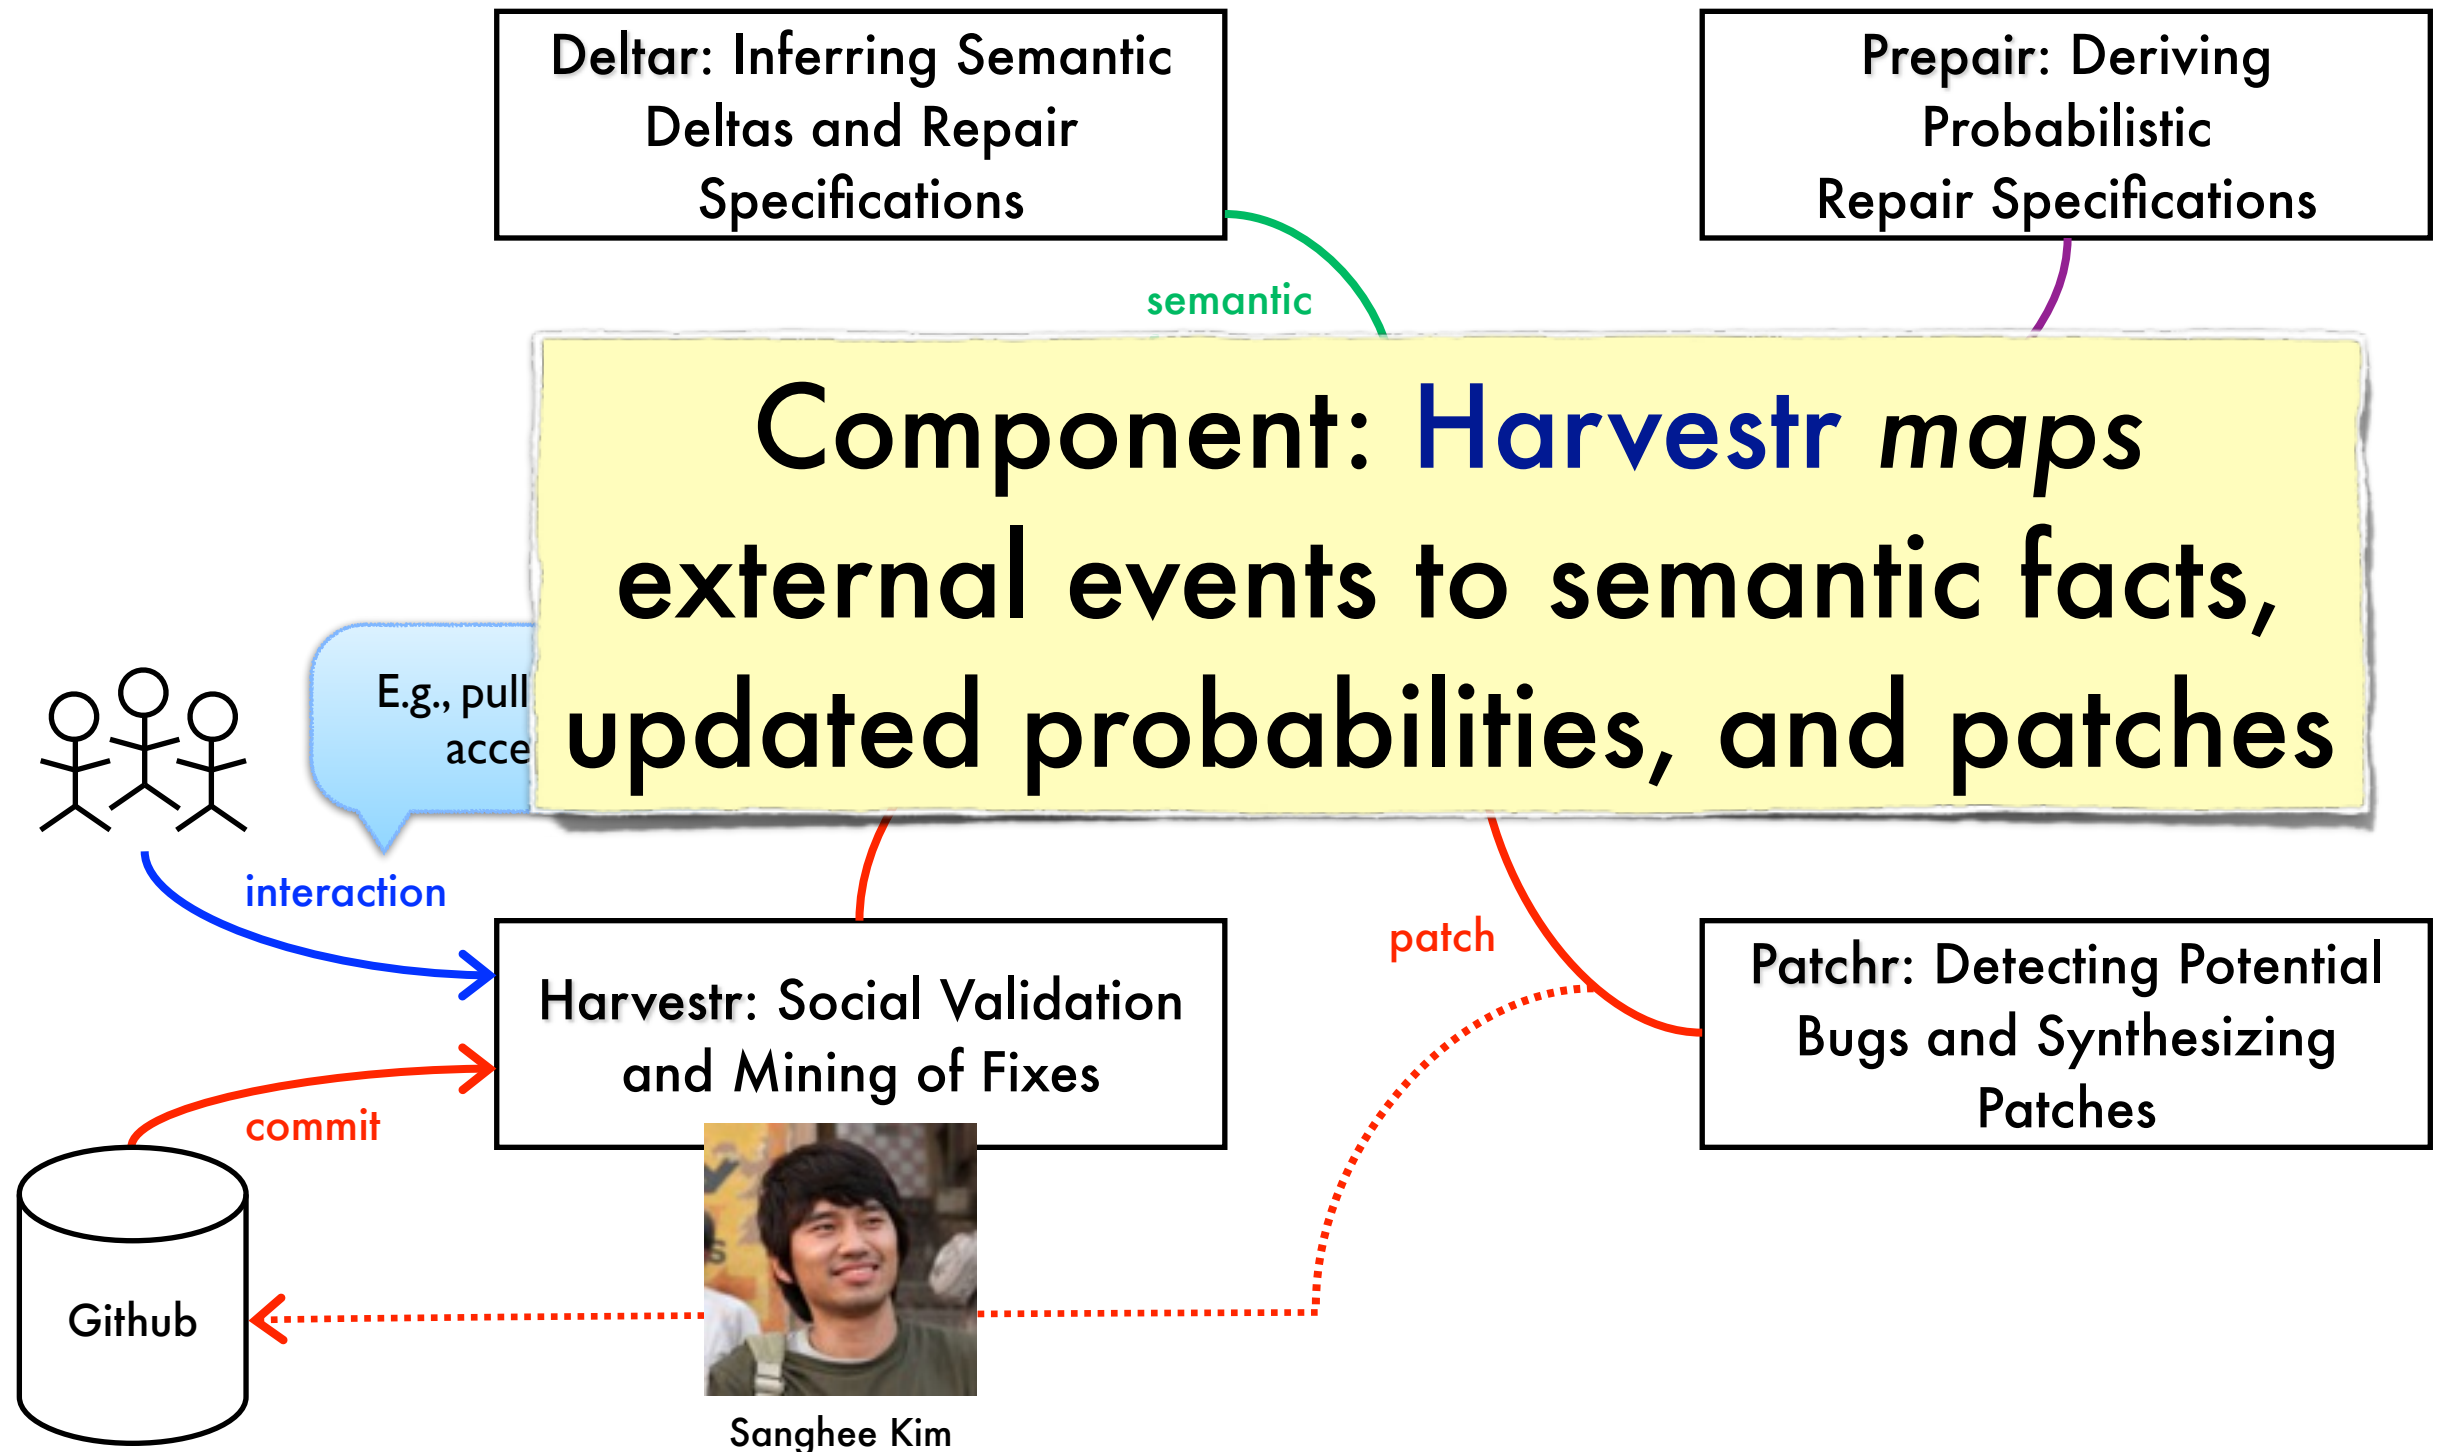 Deltar: Inferring Semantic
Deltas and Repair
Specifications
Prepair: Deriving
Probabilistic
Repair Specifications
semantic
Component: Harvestr maps
external events to semantic facts,
updated probabilities, and patches
E.g., pull
acce
interaction
Harvestr: Social Validation
and Mining of Fixes
patch
Patchr: Detecting Potential
Bugs and Synthesizing
Patches
commit
Github
Sanghee Kim